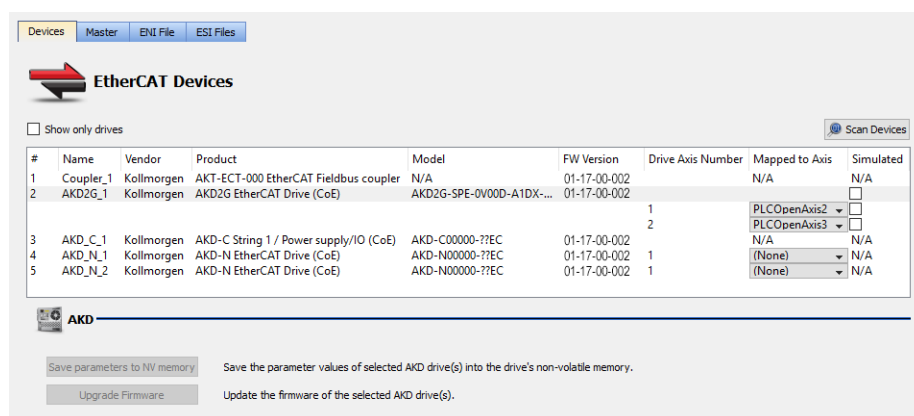 Devices Master ENI File ESI Files
EtherCAT Devices
Show only drives
Scan Devices
# Name Vendor Product Model FW Version Drive Axis Number Mapped to Axis Simulated
1 Coupler_1 Kollmorgen AKT-ECT-000 EtherCAT Fieldbus coupler N/A 01-17-00-002 N/A N/A
2 AKD2G_1 Kollmorgen AKD2G EtherCAT Drive (CoE) AKD2G-SPE-0V00D-A1DX-... 01-17-00-002
1 PLCOpenAxis2
2 PLCOpenAxis3
3 AKD_C_1 Kollmorgen AKD-C String 1 / Power supply/IO (CoE) AKD-C00000-??EC 01-17-00-002 N/A N/A
4 AKD_N_1 Kollmorgen AKD-N EtherCAT Drive (CoE) AKD-N00000-??EC 01-17-00-002 1 (None) N/A
5 AKD_N_2 Kollmorgen AKD-N EtherCAT Drive (CoE) AKD-N00000-??EC 01-17-00-002 1 (None) N/A
AKD
Save parameters to NV memory Save the parameter values of selected AKD drive(s) into the drive's non-volatile memory.
Upgrade Firmware Update the firmware of the selected AKD drive(s).